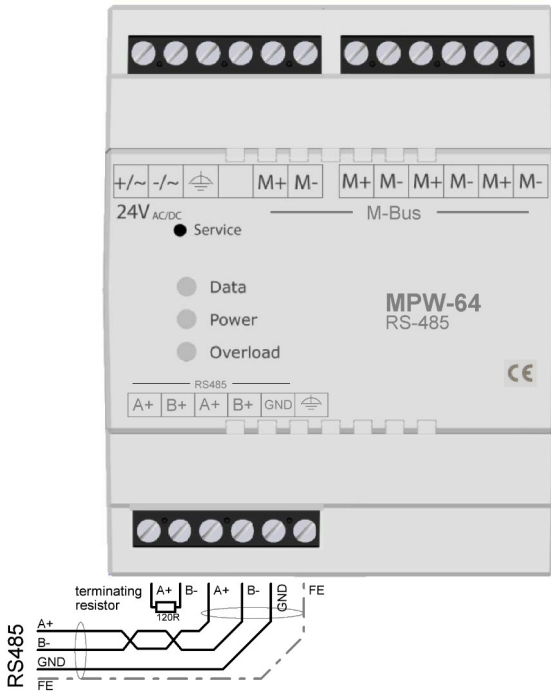 +/~ -/~ M+ M- M+ M- M+ M- M+ M-
24V AC/DC M-Bus
Service
Data
Power
Overload
MPW-64
RS-485
CE
RS485
A+ B+ A+ B+ GND
terminating resistor
A+ B- A+ B- GND FE
120R
RS485
A+
B-
GND
FE